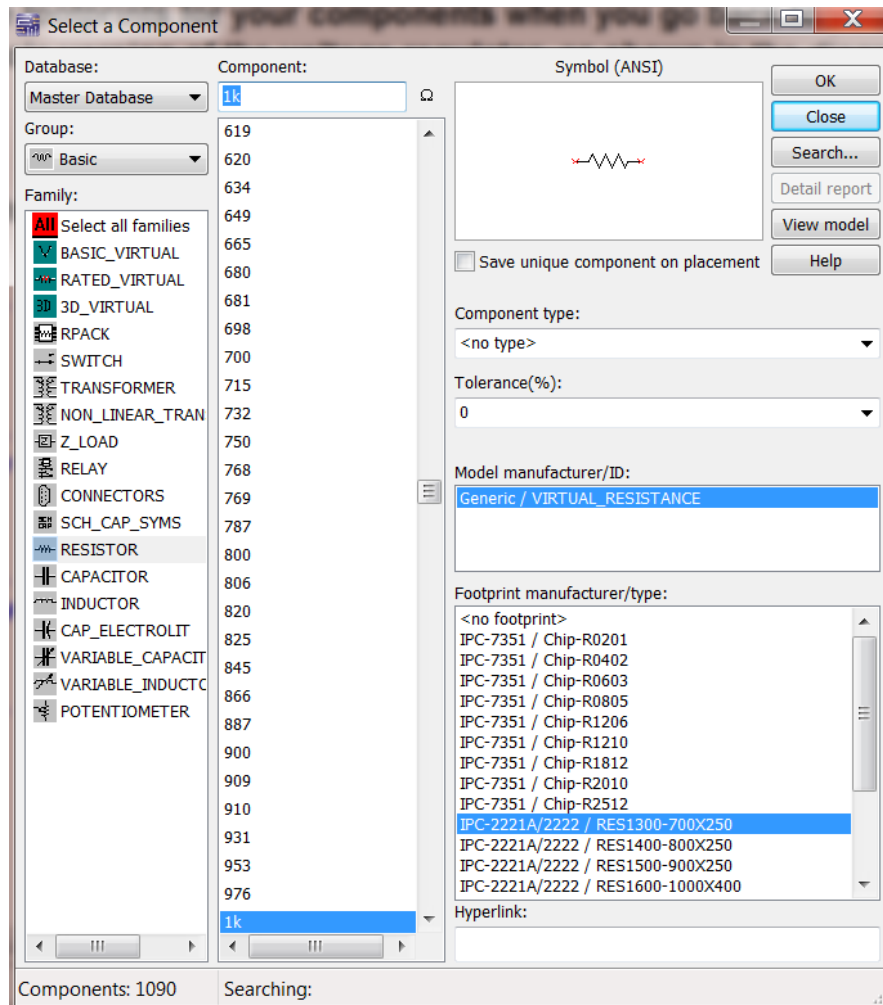 your components when you go b
Select a Component
Database:
Master Database
Group:
Basic
Family:
All Select all families
BASIC_VIRTUAL
RATED_VIRTUAL
3D 3D_VIRTUAL
RPACK
SWITCH
TRANSFORMER
NON_LINEAR_TRAN
Z_LOAD
RELAY
CONNECTORS
SCH_CAP_SYMS
RESISTOR
CAPACITOR
INDUCTOR
CAP_ELECTROLIT
VARIABLE_CAPACIT
VARIABLE_INDUCTC
POTENTIOMETER
Component:
1k Ω
619
620
634
649
665
680
681
698
700
715
732
750
768
769
787
800
806
820
825
845
866
887
900
909
910
931
953
976
1k
Symbol (ANSI)
Save unique component on placement
Component type:
<no type>
Tolerance(%):
0
Model manufacturer/ID:
Generic / VIRTUAL_RESISTANCE
Footprint manufacturer/type:
<no footprint>
IPC-7351 / Chip-R0201
IPC-7351 / Chip-R0402
IPC-7351 / Chip-R0603
IPC-7351 / Chip-R0805
IPC-7351 / Chip-R1206
IPC-7351 / Chip-R1210
IPC-7351 / Chip-R1812
IPC-7351 / Chip-R2010
IPC-7351 / Chip-R2512
IPC-2221A/2222 / RES1300-700X250
IPC-2221A/2222 / RES1400-800X250
IPC-2221A/2222 / RES1500-900X250
IPC-2221A/2222 / RES1600-1000X400
Hyperlink:
OK
Close
Search...
Detail report
View model
Help
Components: 1090
Searching: